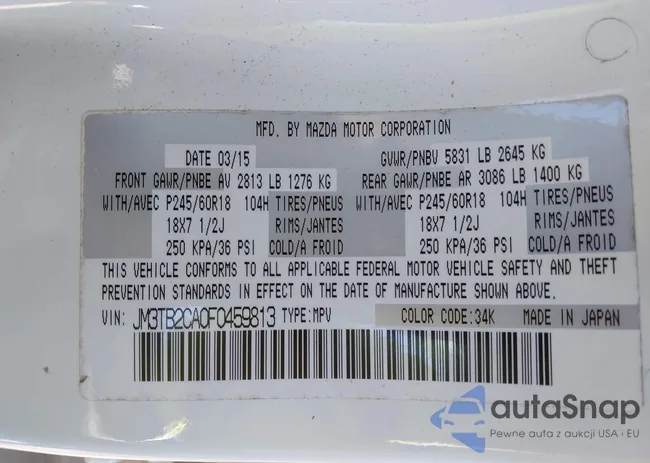 MFD. BY MAZDA MOTOR CORPORATION
DATE 03/15 GVWR/PNBV 5831 LB 2645 KG
FRONT GAWR/PNBE AV 2813 LB 1276 KG REAR GAWR/PNBE AR 3086 LB 1400 KG
WITH/AVEC P245/60R18 104H TIRES/PNEUS WITH/AVEC P245/60R18 104H TIRES/PNEUS
18X7 1/2J RIMS/JANTES 18X7 1/2J RIMS/JANTES
250 KPA/36 PSI COLD/A FROID 250 KPA/36 PSI COLD/A FROID
THIS VEHICLE CONFORMS TO ALL APPLICABLE FEDERAL MOTOR VEHICLE SAFETY AND THEFT
PREVENTION STANDARDS IN EFFECT ON THE DATE OF MANUFACTURE SHOWN ABOVE.
VIN: JM3TB2CA0F0459813 TYPE:MPV COLOR CODE:34K MADE IN JAPAN
autaSnap
Pewne auta z aukcji USA i EU